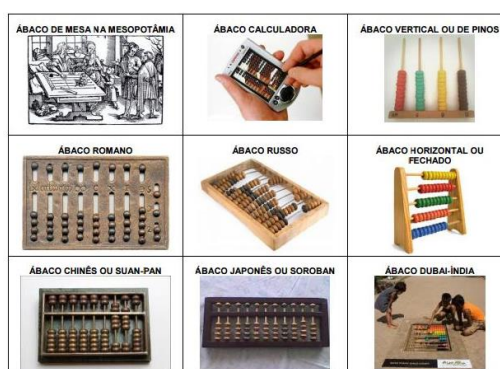 ÁBACO DE MESA NA MESOPOTÂMIA
ÁBACO CALCULADORA
ÁBACO VERTICAL OU DE PINOS
ÁBACO ROMANO
ÁBACO RUSSO
ÁBACO HORIZONTAL OU
FECHADO
ÁBACO CHINÊS OU SUAN-PAN
ÁBACO JAPONÊS OU SOROBAN
ÁBACO DUBAI-ÍNDIA